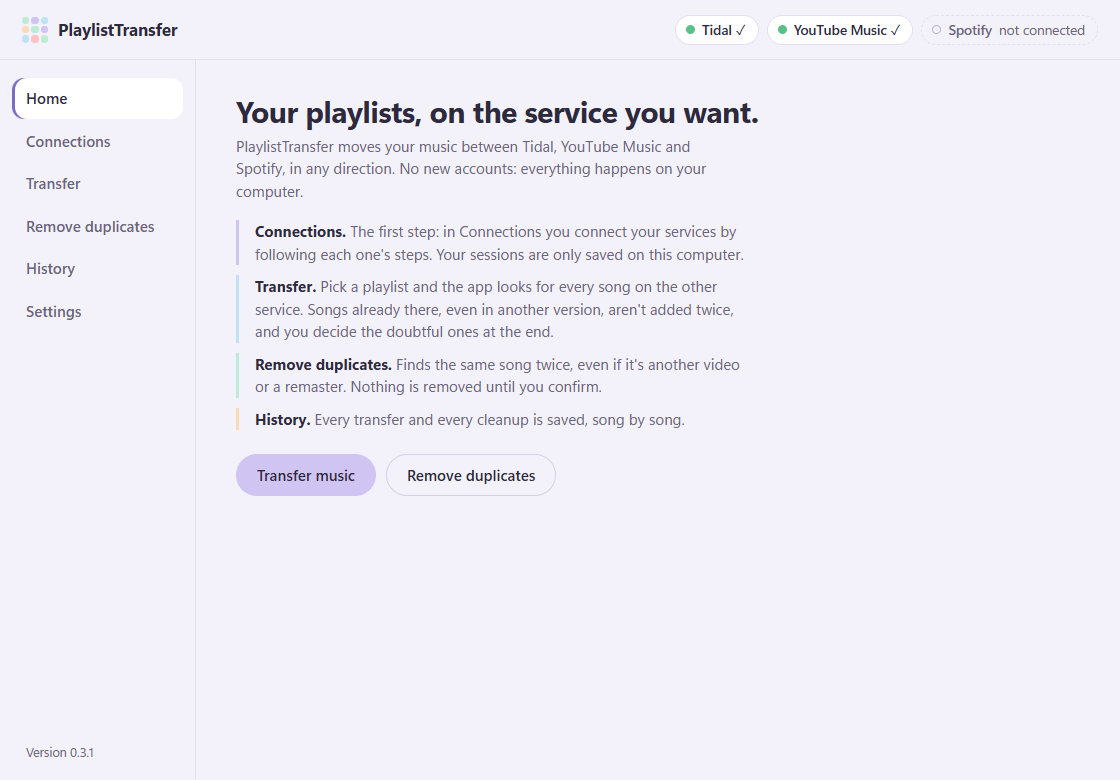 PlaylistTransfer
Tidal ✓
YouTube Music ✓
Spotify not connected
Home
Connections
Transfer
Remove duplicates
History
Settings
Version 0.3.1
Your playlists, on the service you want.
PlaylistTransfer moves your music between Tidal, YouTube Music and
Spotify, in any direction. No new accounts: everything happens on your
computer.
Connections. The first step: in Connections you connect your services by
following each one's steps. Your sessions are only saved on this computer.
Transfer. Pick a playlist and the app looks for every song on the other
service. Songs already there, even in another version, aren't added twice,
and you decide the doubtful ones at the end.
Remove duplicates. Finds the same song twice, even if it's another video
or a remaster. Nothing is removed until you confirm.
History. Every transfer and every cleanup is saved, song by song.
Transfer music
Remove duplicates